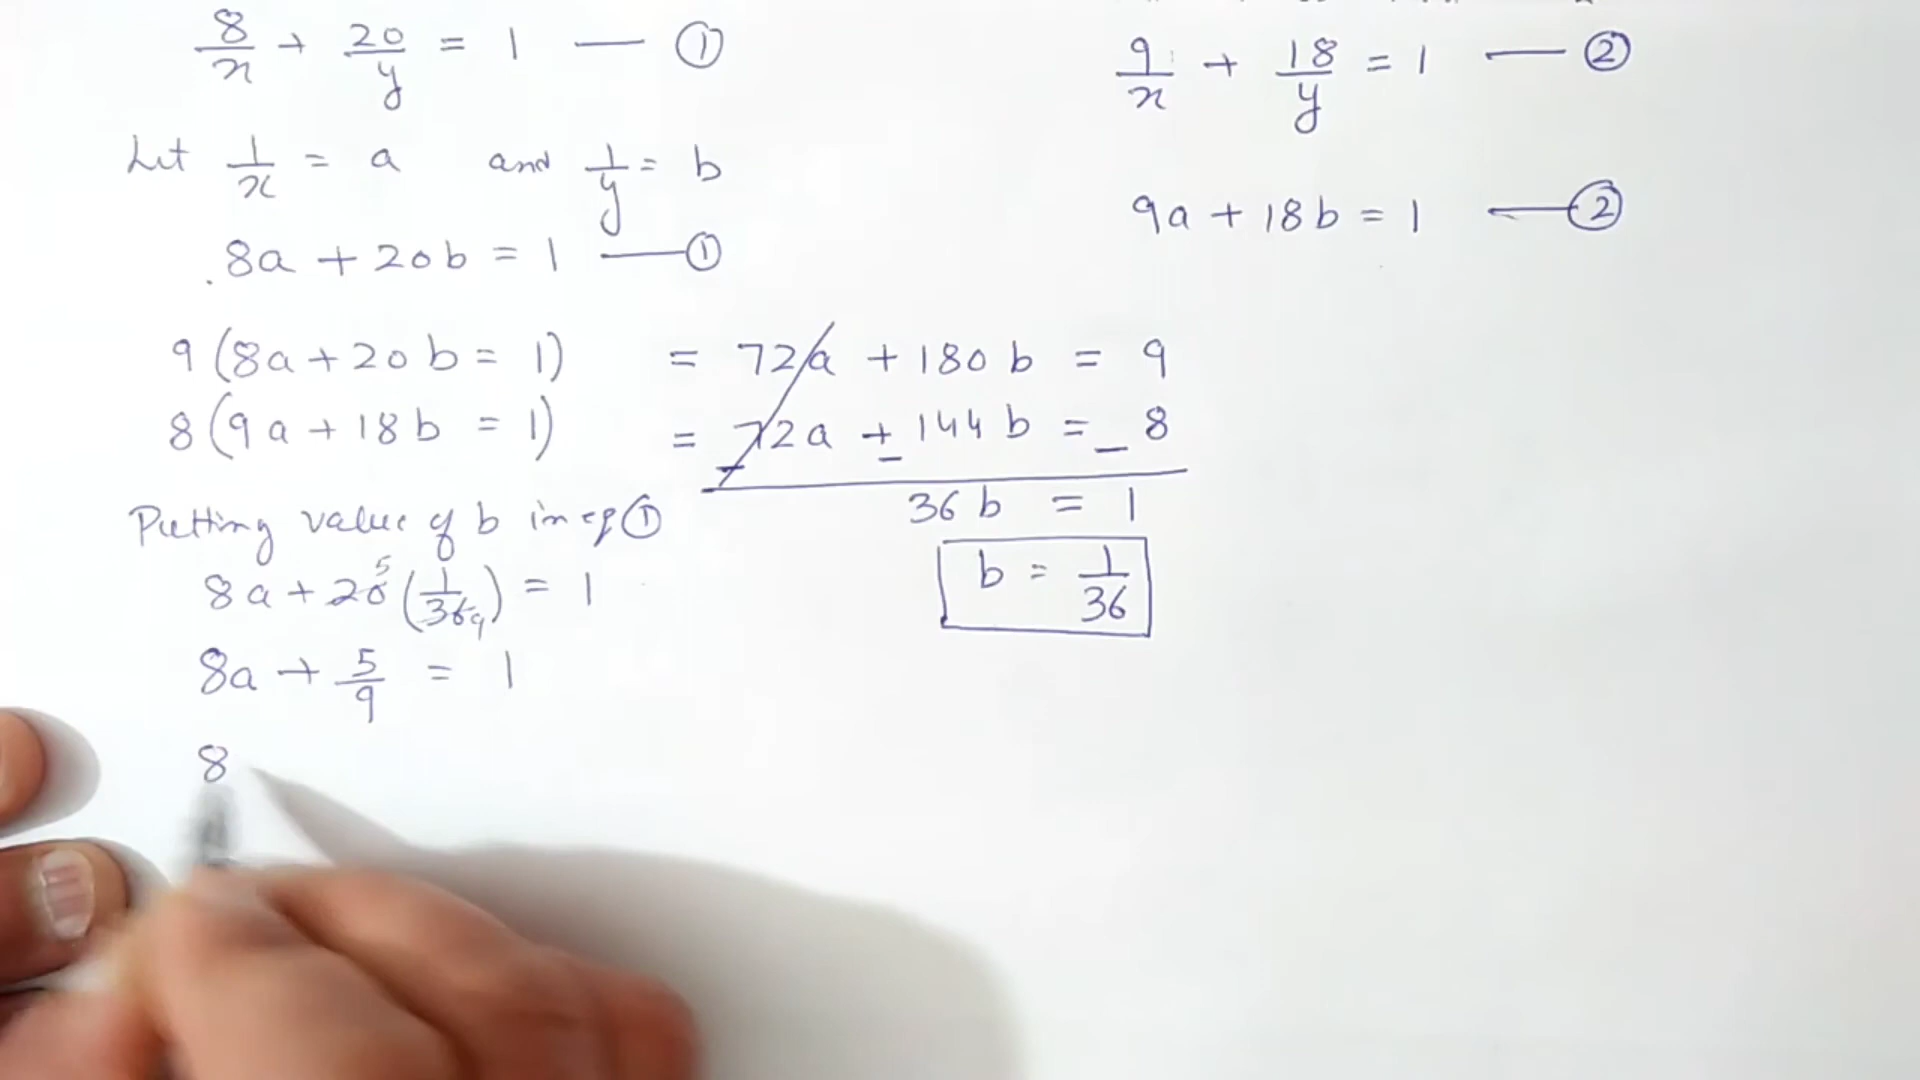 8/x + 20/y = 1 — ①
9/x + 18/y = 1 — ②
Let 1/x = a and 1/y = b
9a + 18b = 1 — ②
8a + 20b = 1 — ①
9(8a + 20b = 1) = 72a + 180b = 9
8(9a + 18b = 1) = 72a + 144b = 8
− − −
36b = 1
Putting value of b in eq ①
b = 1/36
8a + 20 5 (1/36 9) = 1
8a + 5/9 = 1
8